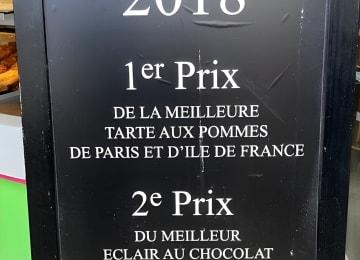 2018
1er Prix
DE LA MEILLEURE
TARTE AUX POMMES
DE PARIS ET D'ILE DE FRANCE
2e Prix
DU MEILLEUR
ECLAIR AU CHOCOLAT